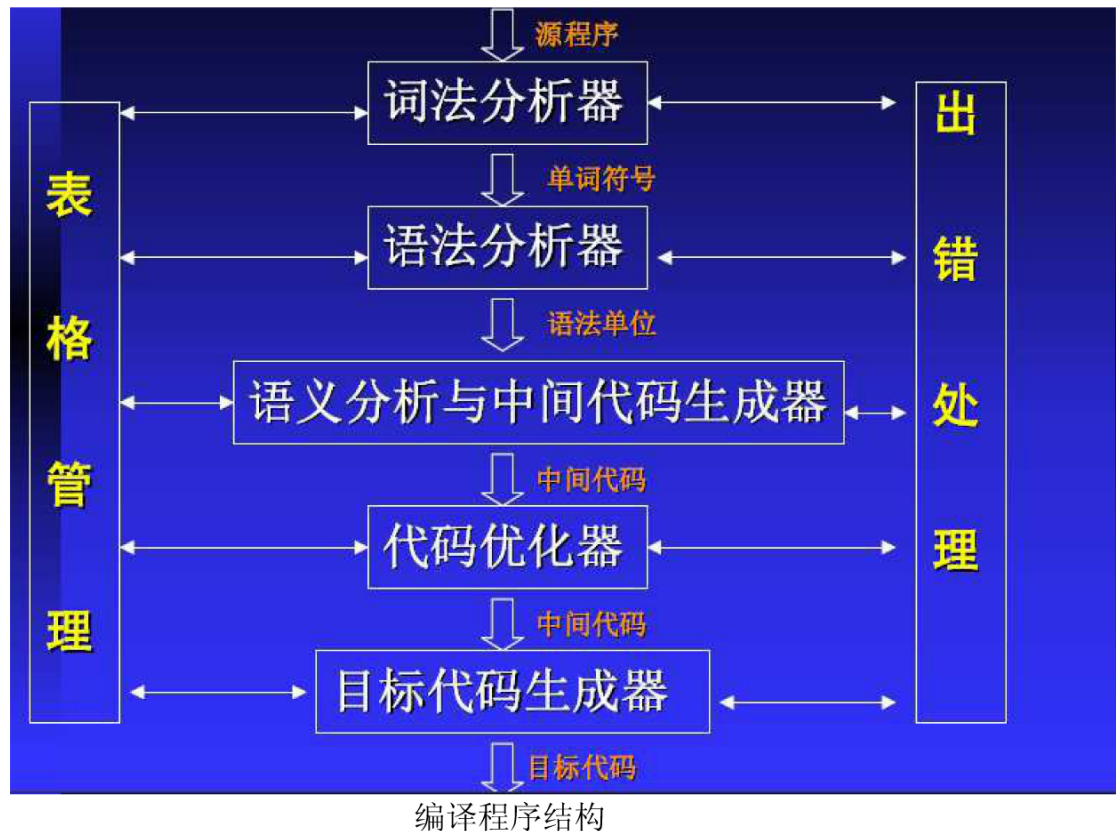 源程序
词法分析器
单词符号
语法分析器
语法单位
语义分析与中间代码生成器
中间代码
代码优化器
中间代码
目标代码生成器
目标代码
表格管理
出错处理
编译程序结构